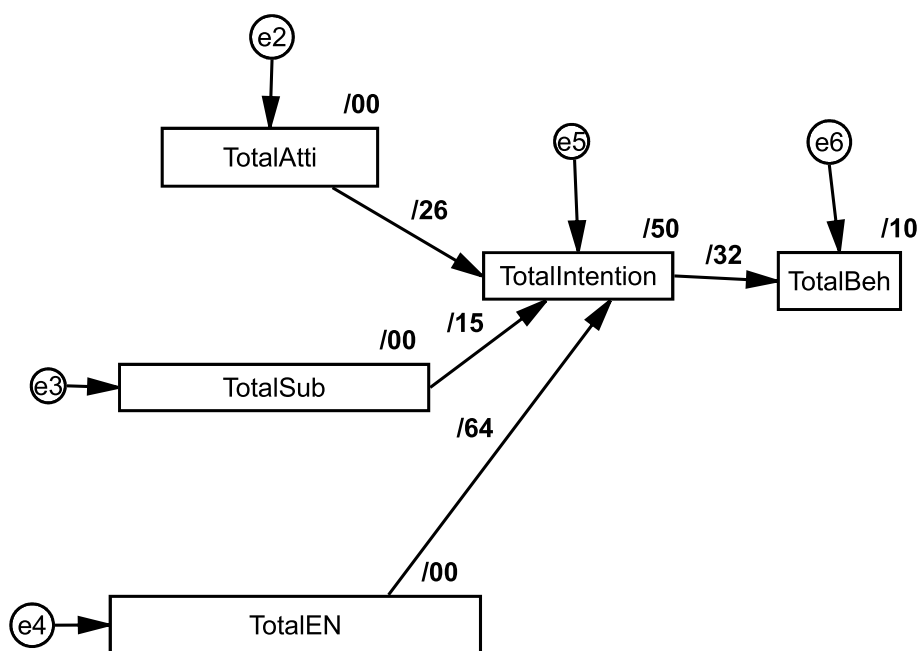 e2
/00
TotalAtti
e5
e6
/26
/50
/10
/32
TotalIntention
TotalBeh
/15
/00
e3
TotalSub
/64
/00
e4
TotalEN